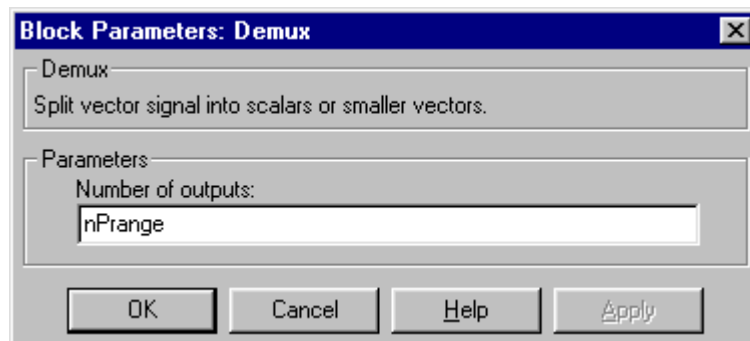 Block Parameters: Demux
Demux
Split vector signal into scalars or smaller vectors.
Parameters
Number of outputs:
nPrange
OK Cancel Help Apply